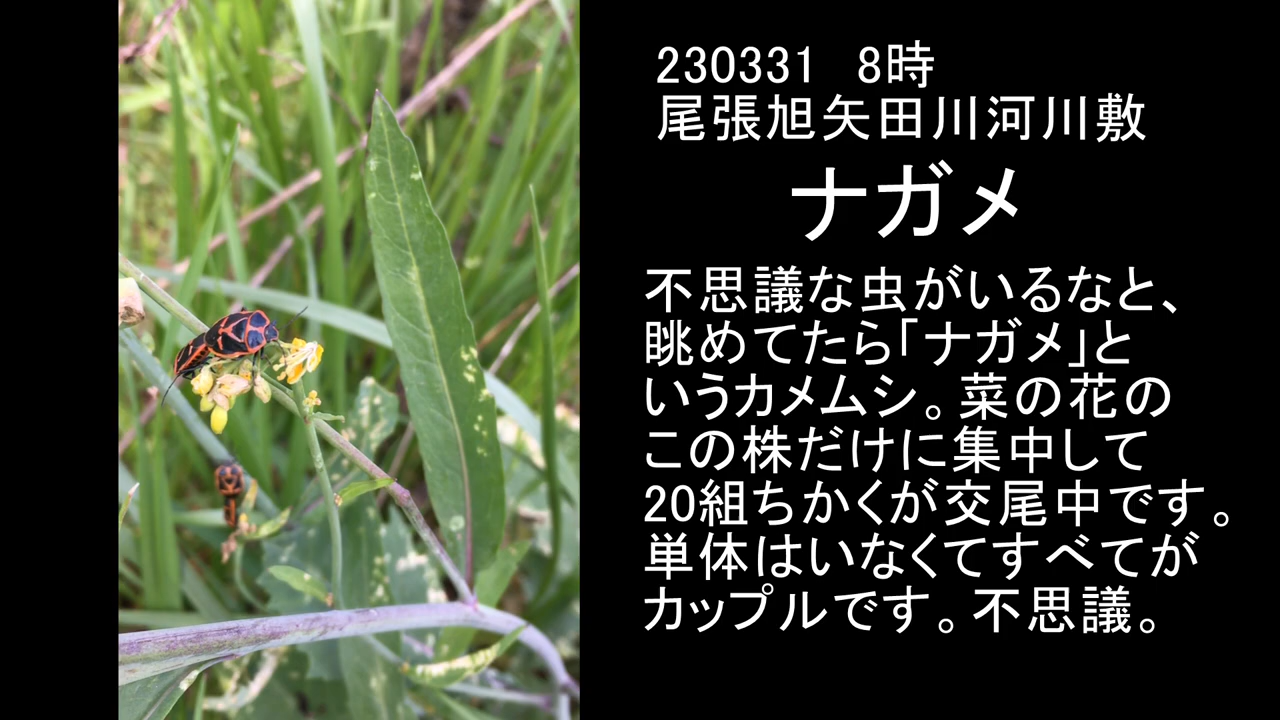 230331　8時
尾張旭矢田川河川敷
ナガメ
不思議な虫がいるなと、
眺めてたら「ナガメ」と
いうカメムシ。菜の花の
この株だけに集中して
20組ちかくが交尾中です。
単体はいなくてすべてが
カップルです。不思議。